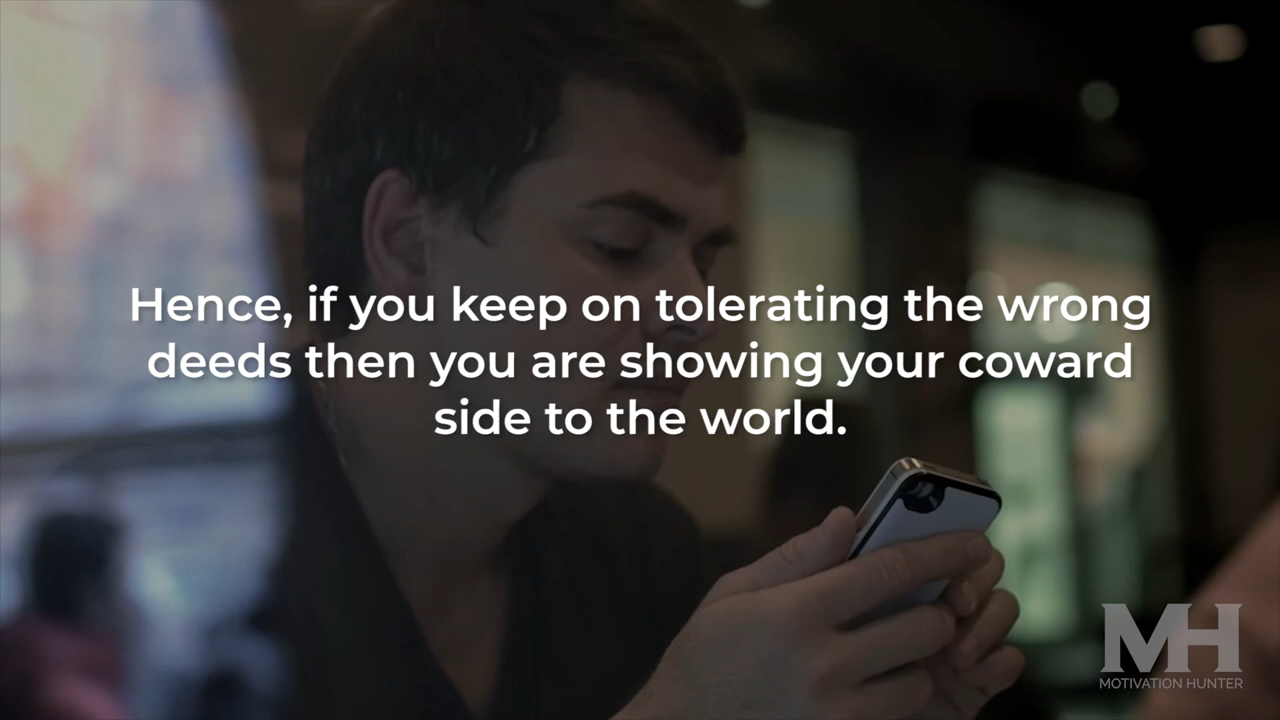 Hence, if you keep on tolerating the wrong
deeds then you are showing your coward
side to the world.
MH
MOTIVATION HUNTER